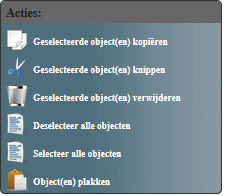 Acties:
Geselecteerde object(en) kopiëren
Geselecteerde object(en) knippen
Geselecteerde object(en) verwijderen
Deselecteer alle objecten
Selecteer alle objecten
Object(en) plakken